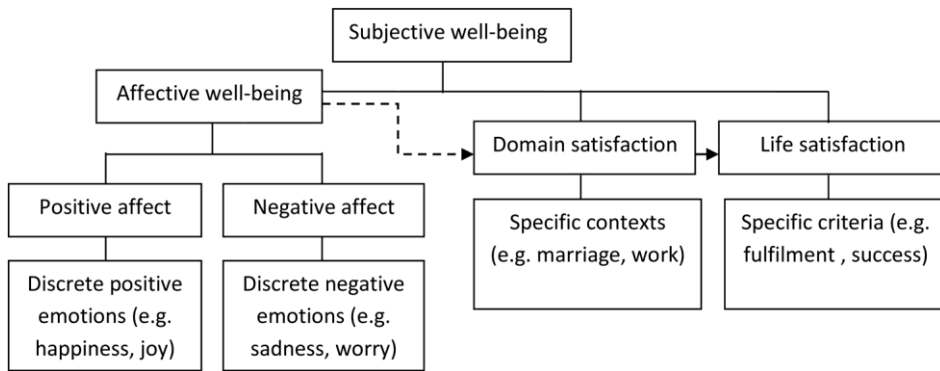 Subjective well-being
Affective well-being
Domain satisfaction
Life satisfaction
Positive affect
Negative affect
Specific contexts
(e.g. marriage, work)
Specific criteria (e.g.
fulfilment , success)
Discrete positive
emotions (e.g.
happiness, joy)
Discrete negative
emotions (e.g.
sadness, worry)